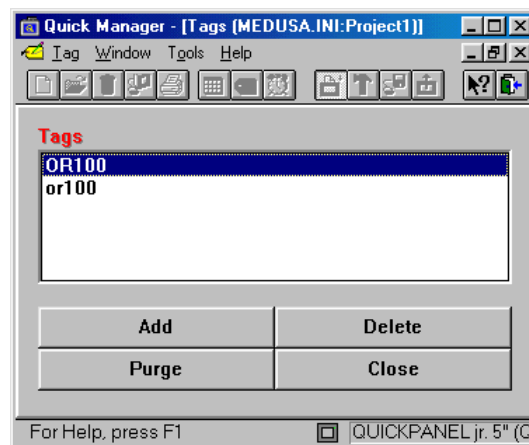 Quick Manager - [Tags (MEDUSA.INI:Project1)]
Tag Window Tools Help
Tags
OR100
or100
Add Delete
Purge Close
For Help, press F1 QUICKPANEL jr. 5" (